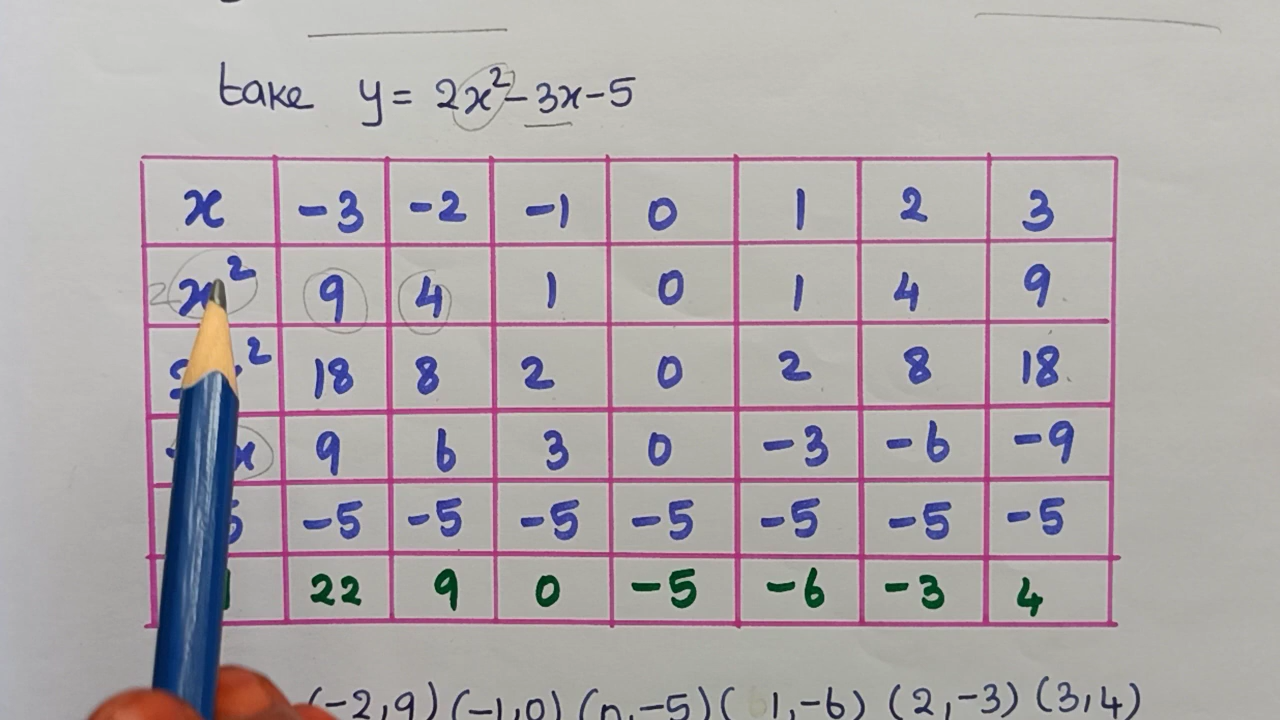 take y = 2x² - 3x - 5
x -3 -2 -1 0 1 2 3
x² 9 4 1 0 1 4 9
² 18 8 2 0 2 8 18
x 9 6 3 0 -3 -6 -9
5 -5 -5 -5 -5 -5 -5 -5
22 9 0 -5 -6 -3 4
(-2,9) (-1,0) (0,-5) (1,-6) (2,-3) (3,4)